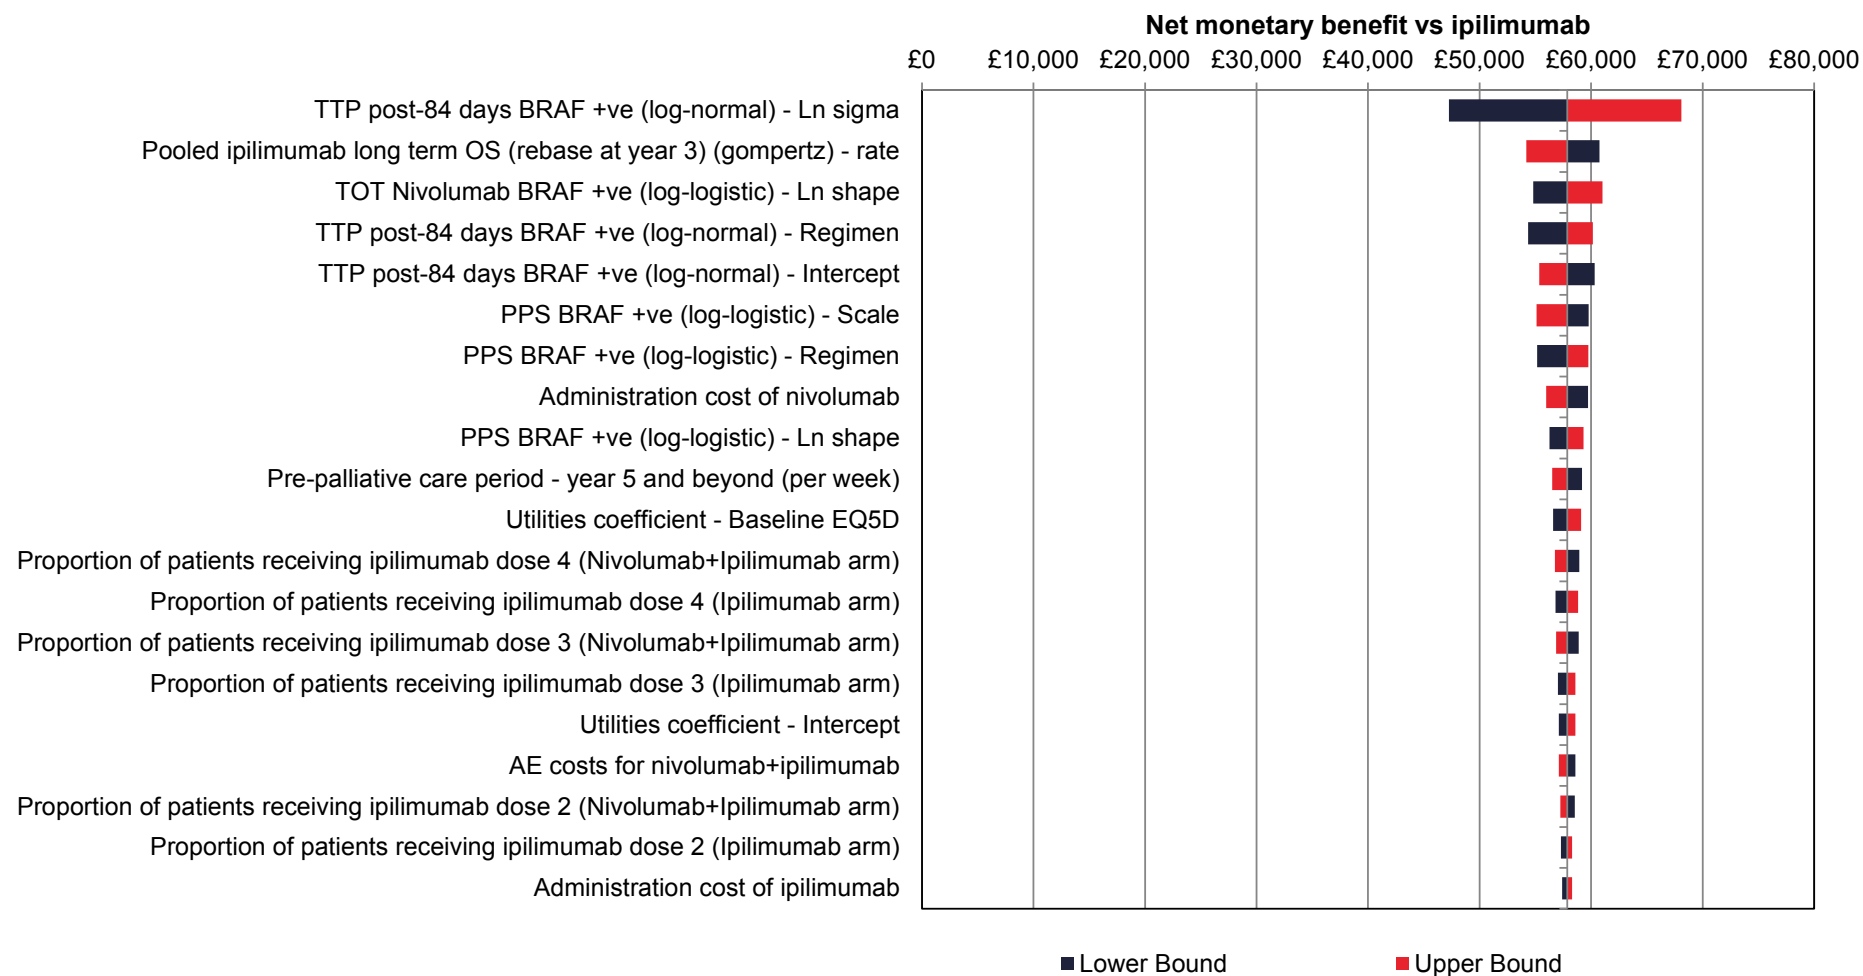 Net monetary benefit vs ipilimumab
£0 £10,000 £20,000 £30,000 £40,000 £50,000 £60,000 £70,000 £80,000
TTP post-84 days BRAF +ve (log-normal) - Ln sigma
Pooled ipilimumab long term OS (rebase at year 3) (gompertz) - rate
TOT Nivolumab BRAF +ve (log-logistic) - Ln shape
TTP post-84 days BRAF +ve (log-normal) - Regimen
TTP post-84 days BRAF +ve (log-normal) - Intercept
PPS BRAF +ve (log-logistic) - Scale
PPS BRAF +ve (log-logistic) - Regimen
Administration cost of nivolumab
PPS BRAF +ve (log-logistic) - Ln shape
Pre-palliative care period - year 5 and beyond (per week)
Utilities coefficient - Baseline EQ5D
Proportion of patients receiving ipilimumab dose 4 (Nivolumab+Ipilimumab arm)
Proportion of patients receiving ipilimumab dose 4 (Ipilimumab arm)
Proportion of patients receiving ipilimumab dose 3 (Nivolumab+Ipilimumab arm)
Proportion of patients receiving ipilimumab dose 3 (Ipilimumab arm)
Utilities coefficient - Intercept
AE costs for nivolumab+ipilimumab
Proportion of patients receiving ipilimumab dose 2 (Nivolumab+Ipilimumab arm)
Proportion of patients receiving ipilimumab dose 2 (Ipilimumab arm)
Administration cost of ipilimumab
Lower Bound Upper Bound